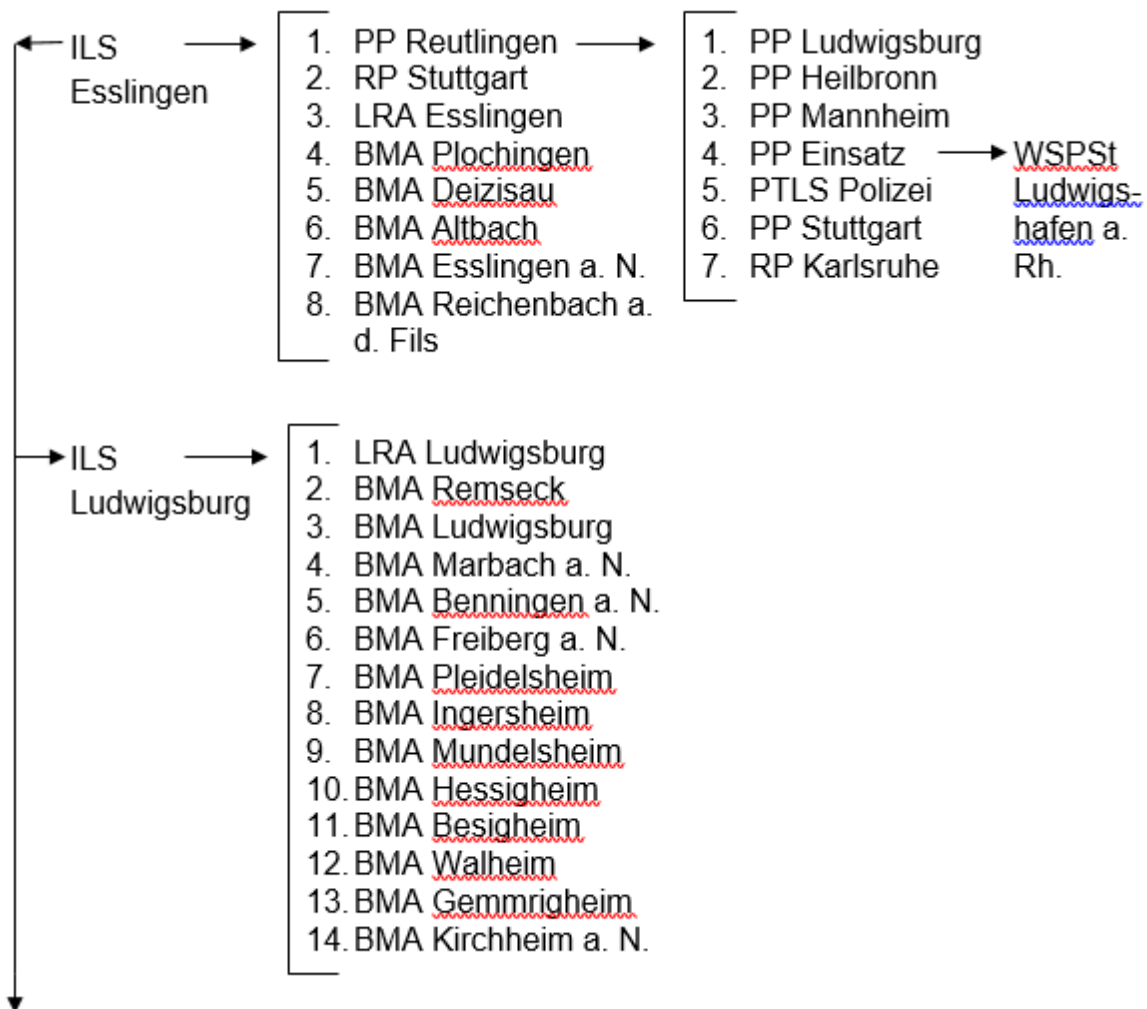 ILS
Esslingen
1. PP Reutlingen
2. RP Stuttgart
3. LRA Esslingen
4. BMA Plochingen
5. BMA Deizisau
6. BMA Altbach
7. BMA Esslingen a. N.
8. BMA Reichenbach a.
d. Fils
1. PP Ludwigsburg
2. PP Heilbronn
3. PP Mannheim
4. PP Einsatz
5. PTLS Polizei
6. PP Stuttgart
7. RP Karlsruhe
WSPSt
Ludwigs-
hafen a.
Rh.
ILS
Ludwigsburg
1. LRA Ludwigsburg
2. BMA Remseck
3. BMA Ludwigsburg
4. BMA Marbach a. N.
5. BMA Benningen a. N.
6. BMA Freiberg a. N.
7. BMA Pleidelsheim
8. BMA Ingersheim
9. BMA Mundelsheim
10. BMA Hessigheim
11. BMA Besigheim
12. BMA Walheim
13. BMA Gemmrigheim
14. BMA Kirchheim a. N.